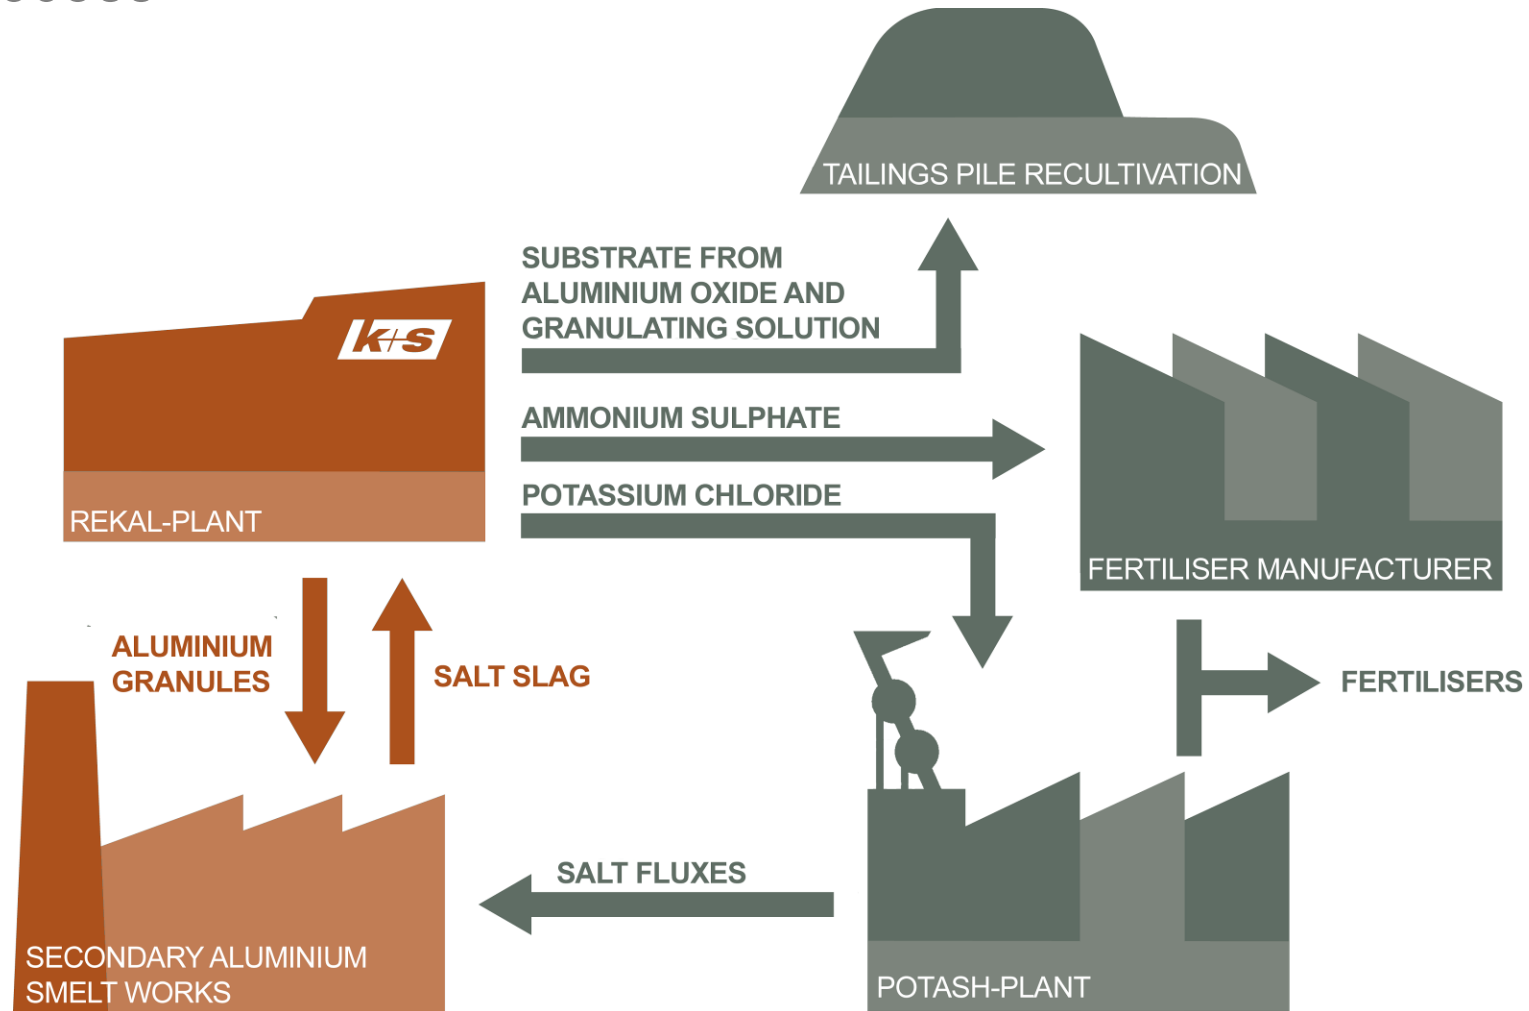 TAILINGS PILE RECULTIVATION
SUBSTRATE FROM
ALUMINIUM OXIDE AND
GRANULATING SOLUTION
k+s
AMMONIUM SULPHATE
POTASSIUM CHLORIDE
REKAL-PLANT
FERTILISER MANUFACTURER
ALUMINIUM
GRANULES
SALT SLAG
FERTILISERS
SALT FLUXES
SECONDARY ALUMINIUM
SMELT WORKS
POTASH-PLANT